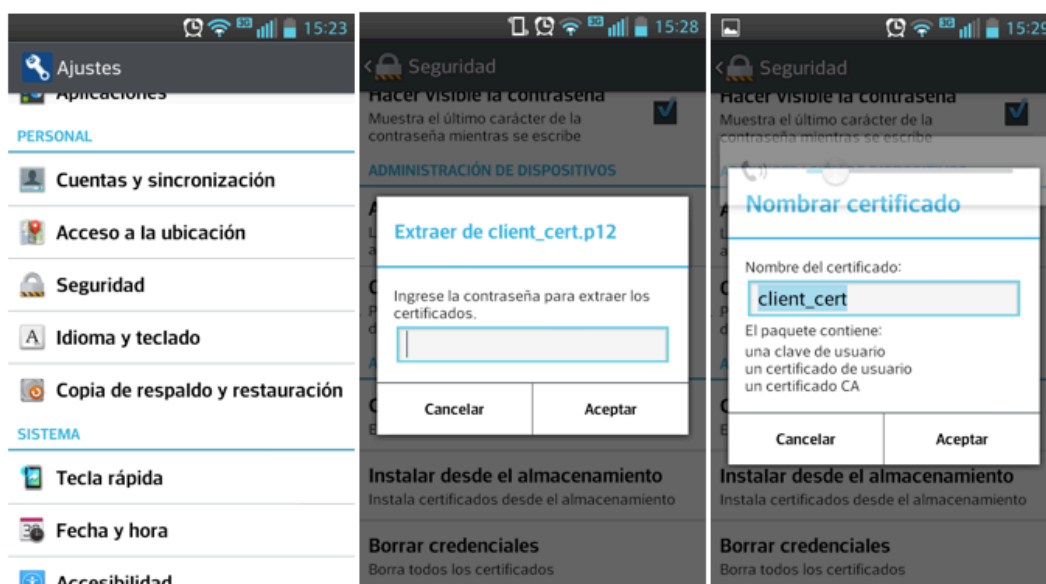 15:23
Ajustes
Aplicaciones
PERSONAL
Cuentas y sincronización
Acceso a la ubicación
Seguridad
A Idioma y teclado
Copia de respaldo y restauración
SISTEMA
Tecla rápida
Fecha y hora
Accesibilidad
3G 15:28
Seguridad
Hacer visible la contraseña
Muestra el último carácter de la
contraseña mientras se escribe
ADMINISTRACIÓN DE DISPOSITIVOS
Extraer de client_cert.p12
Ingrese la contraseña para extraer los
certificados.
Cancelar Aceptar
Instalar desde el almacenamiento
Instala certificados desde el almacenamiento
Borrar credenciales
Borra todos los certificados
3G 15:29
Seguridad
Hacer visible la contraseña
Muestra el último carácter de la
contraseña mientras se escribe
Nombrar certificado
Nombre del certificado:
client_cert
El paquete contiene:
una clave de usuario
un certificado de usuario
un certificado CA
Cancelar Aceptar
Instalar desde el almacenamiento
Instala certificados desde el almacenamiento
Borrar credenciales
Borra todos los certificados